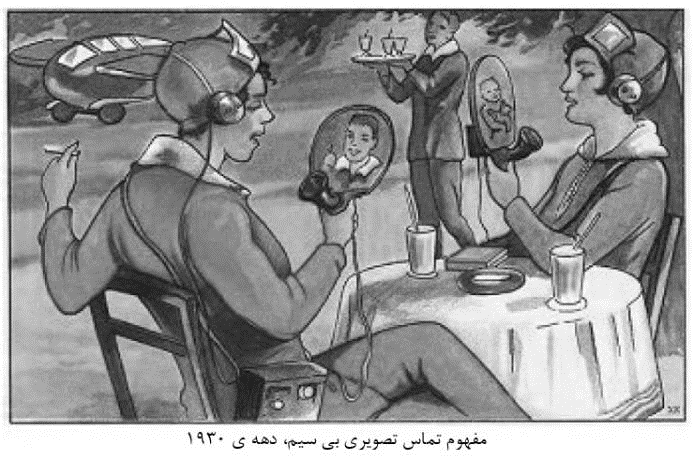 مفهوم تماس تصویری بی سیم، دهه ی ۱۹۳۰